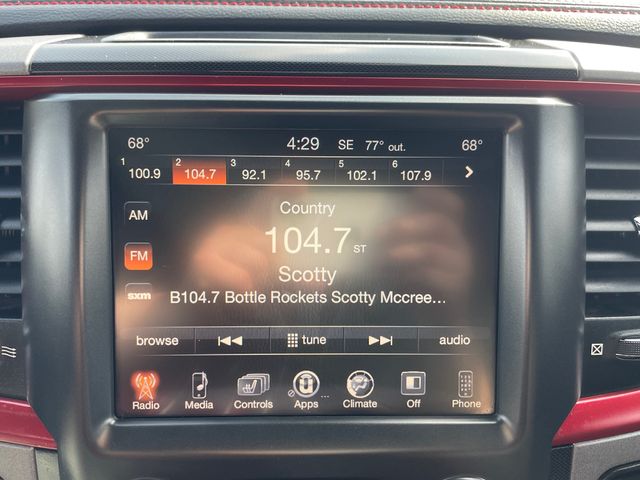 68° 4:29 SE 77° out. 68°
1 100.9 2 104.7 3 92.1 4 95.7 5 102.1 6 107.9
AM
Country
104.7 ST
FM
Scotty
sxm
B104.7 Bottle Rockets Scotty Mccree...
browse tune audio
Radio Media Controls Apps ... Climate Off Phone